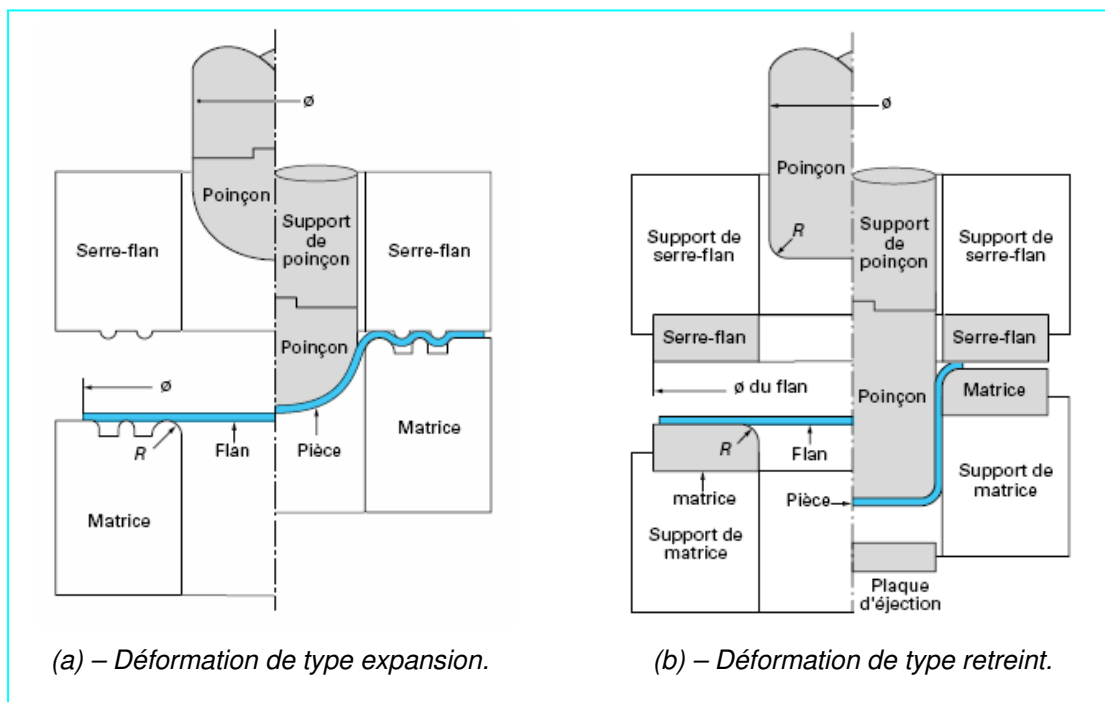 ø
Poinçon
Serre-flan
Support
de
poinçon
Serre-flan
Poinçon
ø
R
Flan
Pièce
Matrice
Matrice
(a) – Déformation de type expansion.
ø
Poinçon
R
Support de
serre-flan
Support
de
poinçon
Support de
serre-flan
Serre-flan
Serre-flan
ø du flan
Poinçon
Matrice
R
Flan
matrice
Pièce
Support de
matrice
Support de
matrice
Plaque
d'éjection
(b) – Déformation de type retreint.